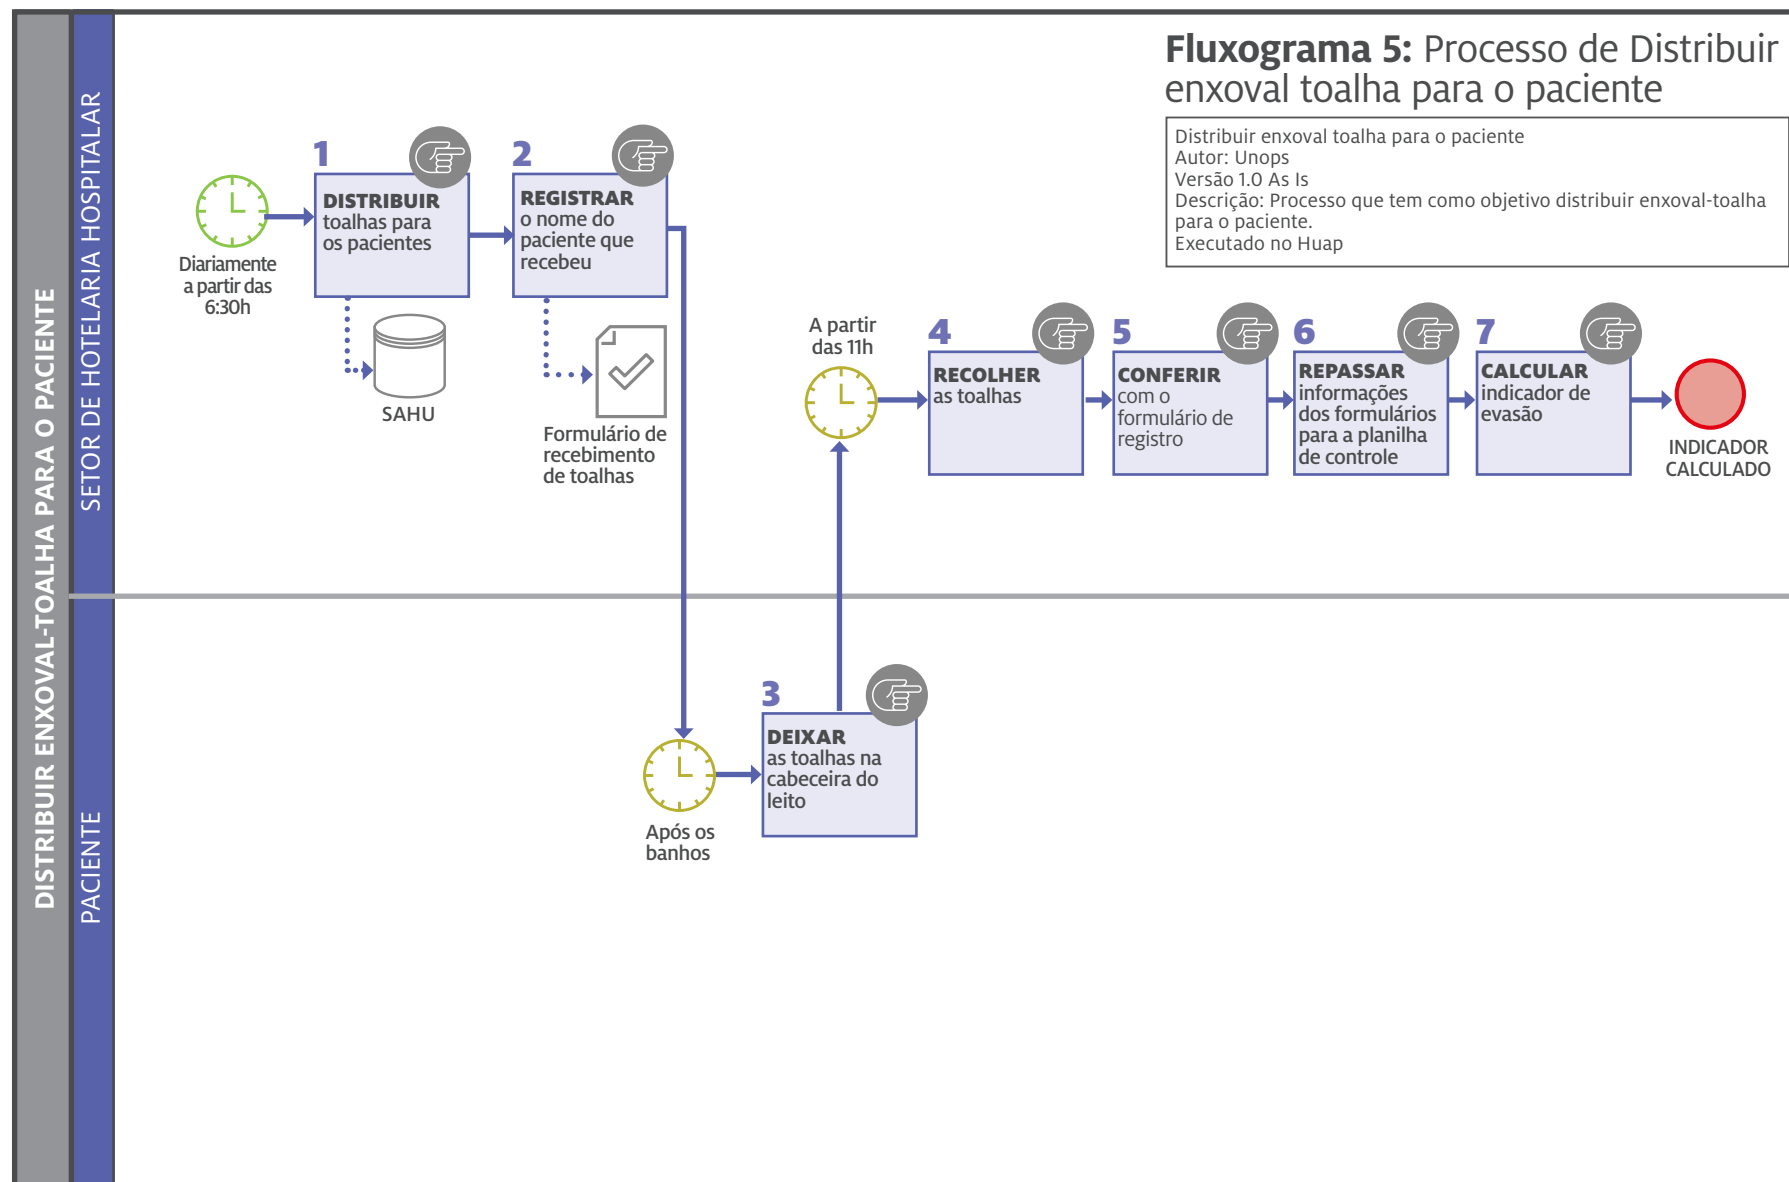 Fluxograma 5: Processo de Distribuir
enxoval toalha para o paciente
Distribuir enxoval toalha para o paciente
Autor: Unops
Versão 1.0 As Is
Descrição: Processo que tem como objetivo distribuir enxoval-toalha
para o paciente.
Executado no Huap
DISTRIBUIR ENXOVAL-TOALHA PARA O PACIENTE
SETOR DE HOTELARIA HOSPITALAR
Diariamente
a partir das
6:30h
1
DISTRIBUIR
toalhas para
os pacientes
SAHU
2
REGISTRAR
o nome do
paciente que
recebeu
Formulário de
recebimento
de toalhas
A partir
das 11h
4
RECOLHER
as toalhas
5
CONFERIR
com o
formulário de
registro
6
REPASSAR
informações
dos formulários
para a planilha
de controle
7
CALCULAR
indicador de
evasão
INDICADOR
CALCULADO
PACIENTE
Após os
banhos
3
DEIXAR
as toalhas na
cabeceira do
leito